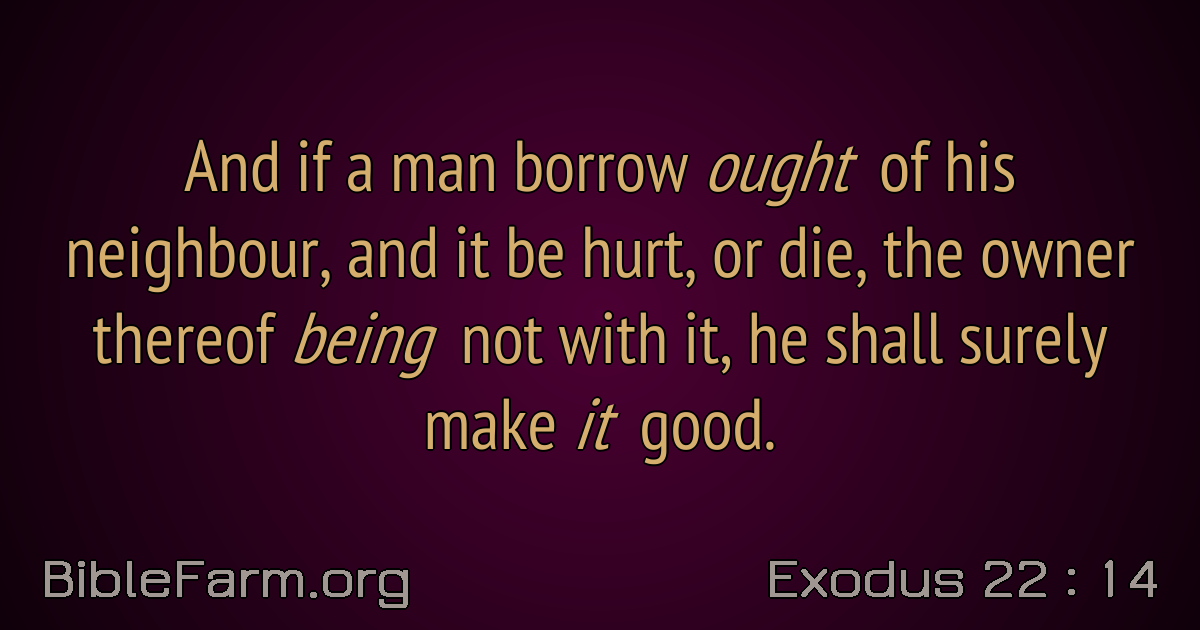 And if a man borrow ought of his
neighbour, and it be hurt, or die, the owner
thereof being not with it, he shall surely
make it good.
BibleFarm.org
Exodus 22 : 14